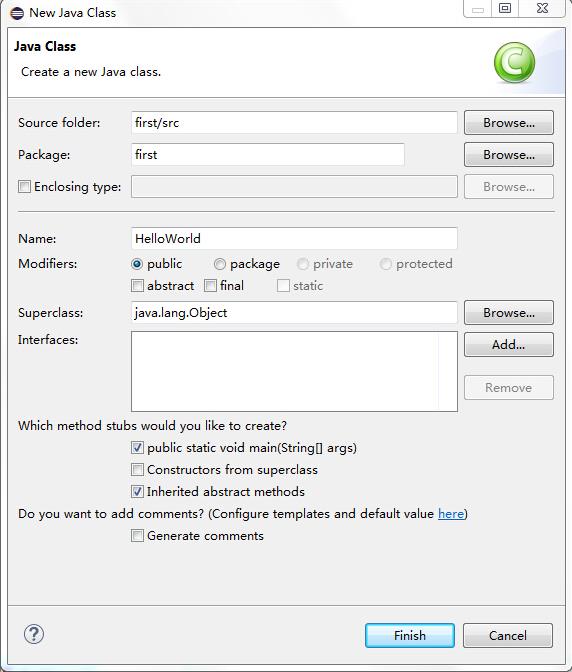 New Java Class
Java Class
Create a new Java class.
Source folder: first/src Browse...
Package: first Browse...
Enclosing type: Browse...
Name: HelloWorld
Modifiers: public package private protected
abstract final static
Superclass: java.lang.Object Browse...
Interfaces: Add...
Remove
Which method stubs would you like to create?
public static void main(String[] args)
Constructors from superclass
Inherited abstract methods
Do you want to add comments? (Configure templates and default value here)
Generate comments
? Finish Cancel